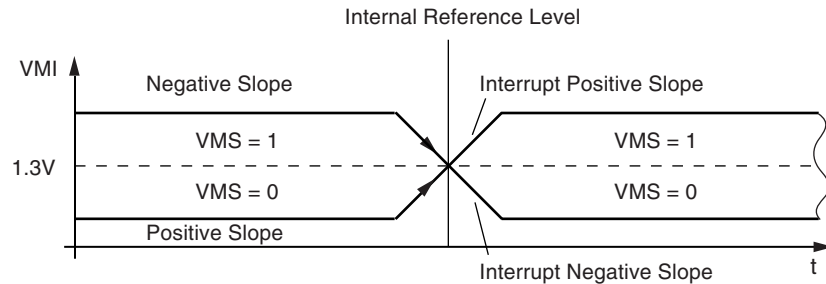 Internal Reference Level
VMI
Negative Slope
Interrupt Positive Slope
VMS = 1
VMS = 1
1.3V
VMS = 0
VMS = 0
Positive Slope
t
Interrupt Negative Slope